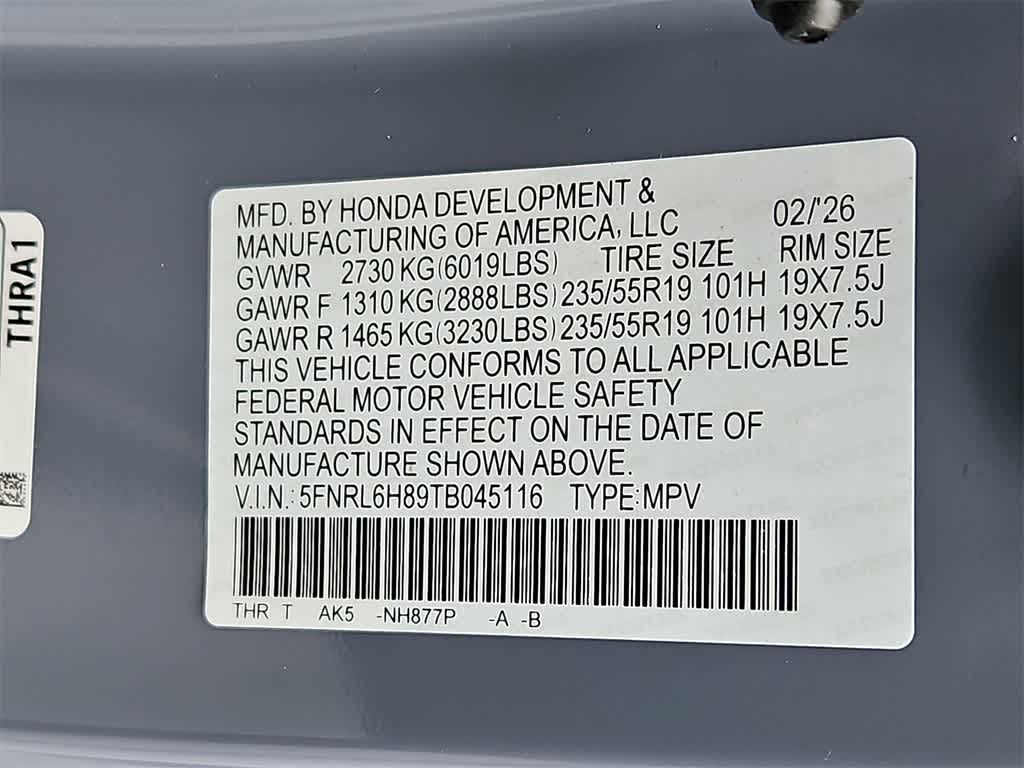 MFD. BY HONDA DEVELOPMENT &
MANUFACTURING OF AMERICA, LLC 02/'26
GVWR 2730 KG(6019LBS) TIRE SIZE RIM SIZE
GAWR F 1310 KG(2888LBS) 235/55R19 101H 19X7.5J
GAWR R 1465 KG(3230LBS) 235/55R19 101H 19X7.5J
THIS VEHICLE CONFORMS TO ALL APPLICABLE
FEDERAL MOTOR VEHICLE SAFETY
STANDARDS IN EFFECT ON THE DATE OF
MANUFACTURE SHOWN ABOVE.
V.I.N.: 5FNRL6H89TB045116 TYPE:MPV
THR T AK5 -NH877P -A -B
THRA1